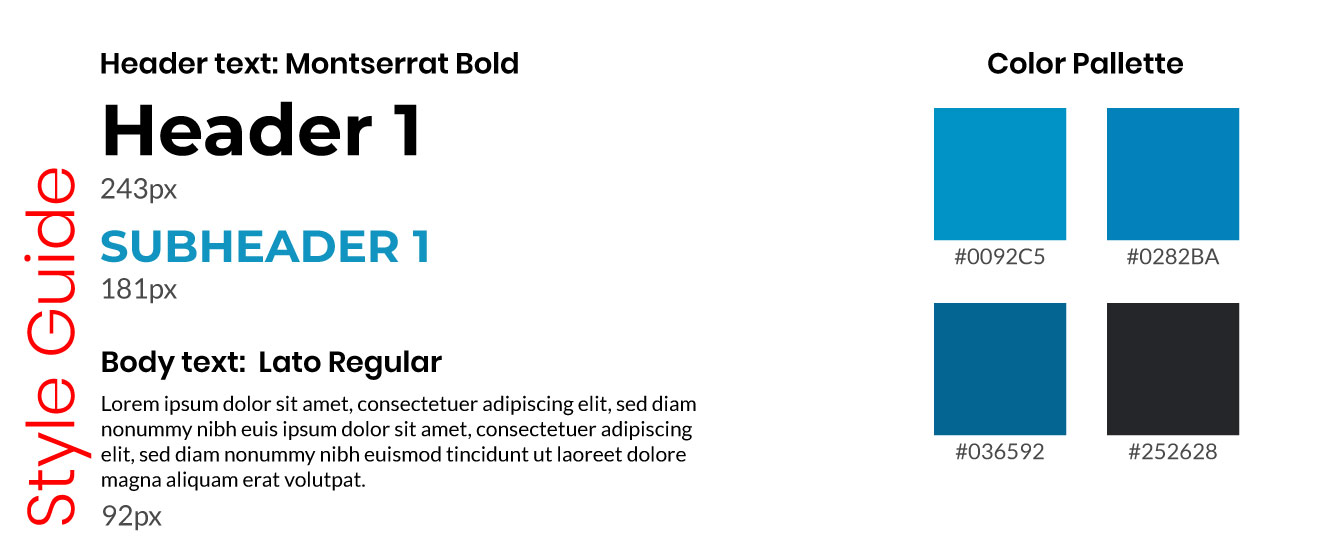 Style Guide
Header text: Montserrat Bold
Header 1
243px
SUBHEADER 1
181px
Body text: Lato Regular
Lorem ipsum dolor sit amet, consectetuer adipiscing elit, sed diam
nonummy nibh euis ipsum dolor sit amet, consectetuer adipiscing
elit, sed diam nonummy nibh euismod tincidunt ut laoreet dolore
magna aliquam erat volutpat.
92px
Color Pallette
#0092C5
#0282BA
#036592
#252628